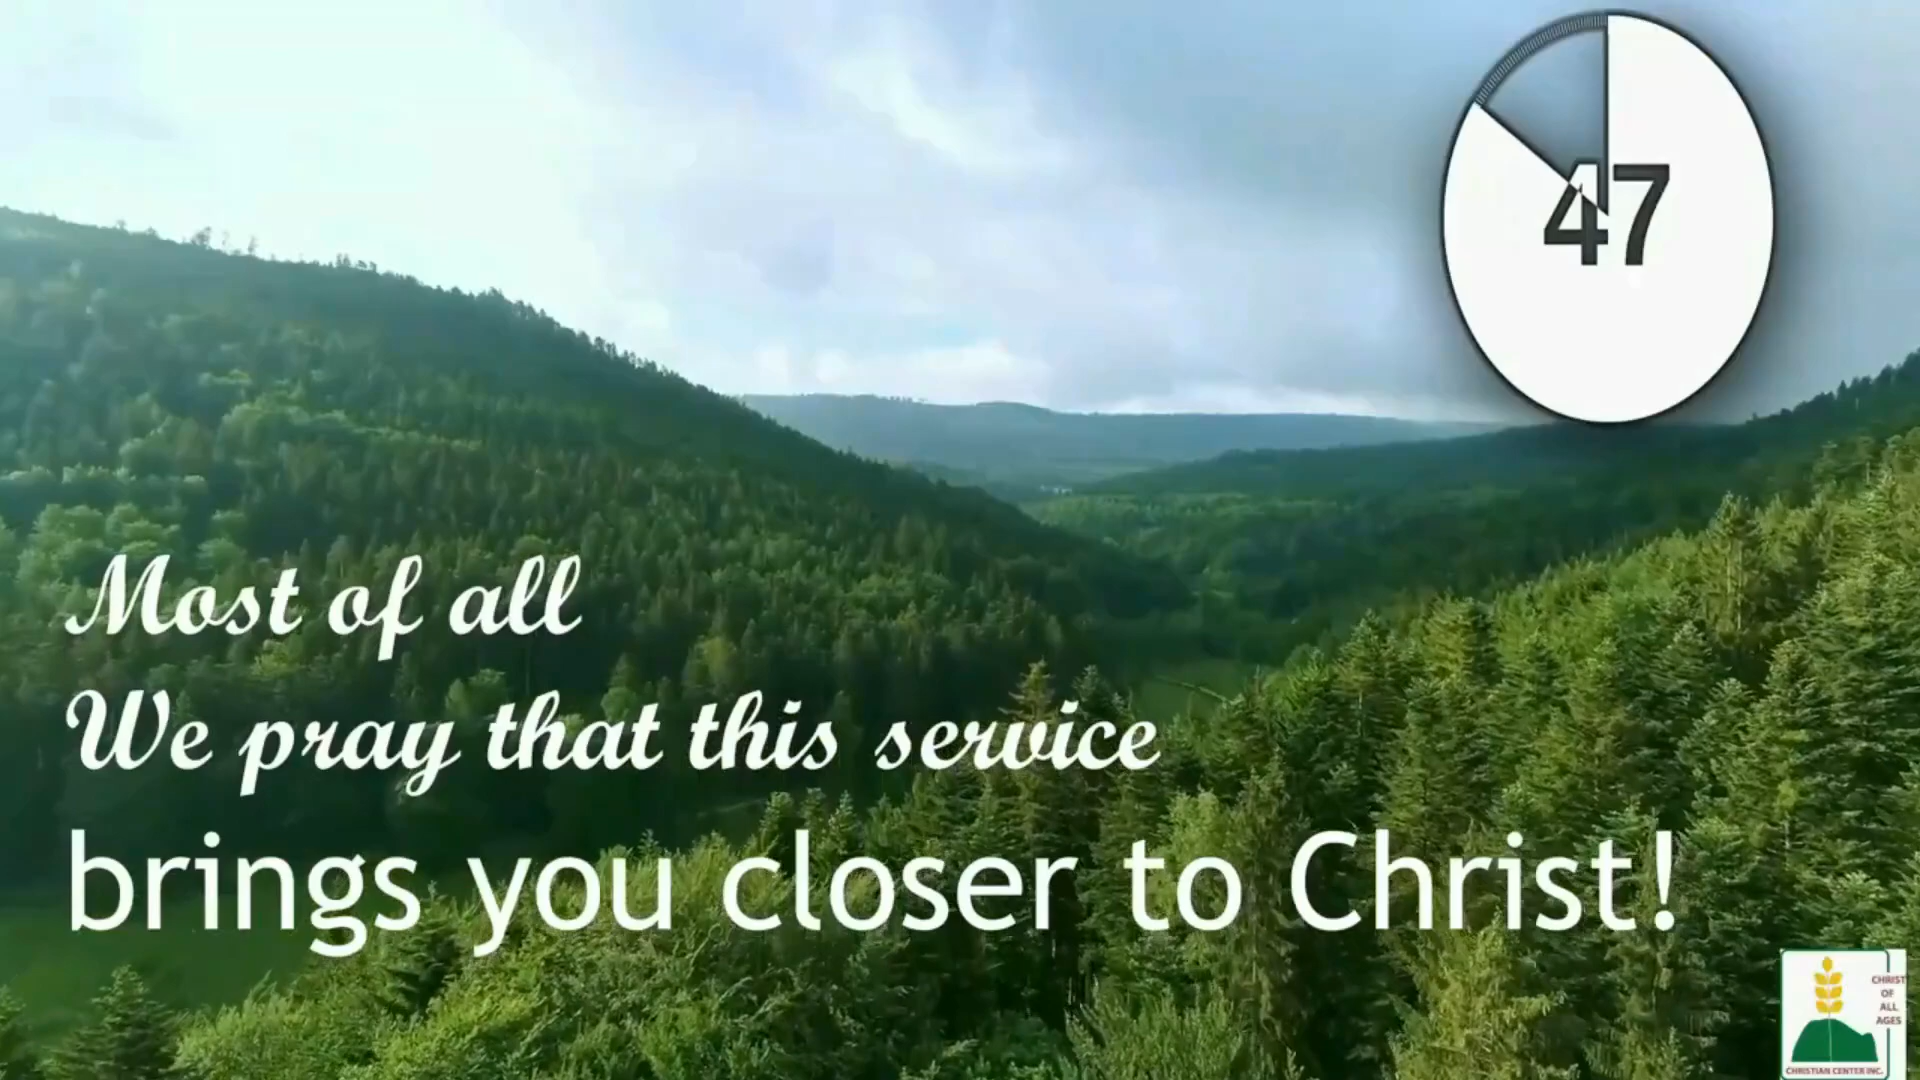 47
Most of all
We pray that this service
brings you closer to Christ!
CHRIST
OF
ALL
AGES
CHRISTIAN CENTER INC.